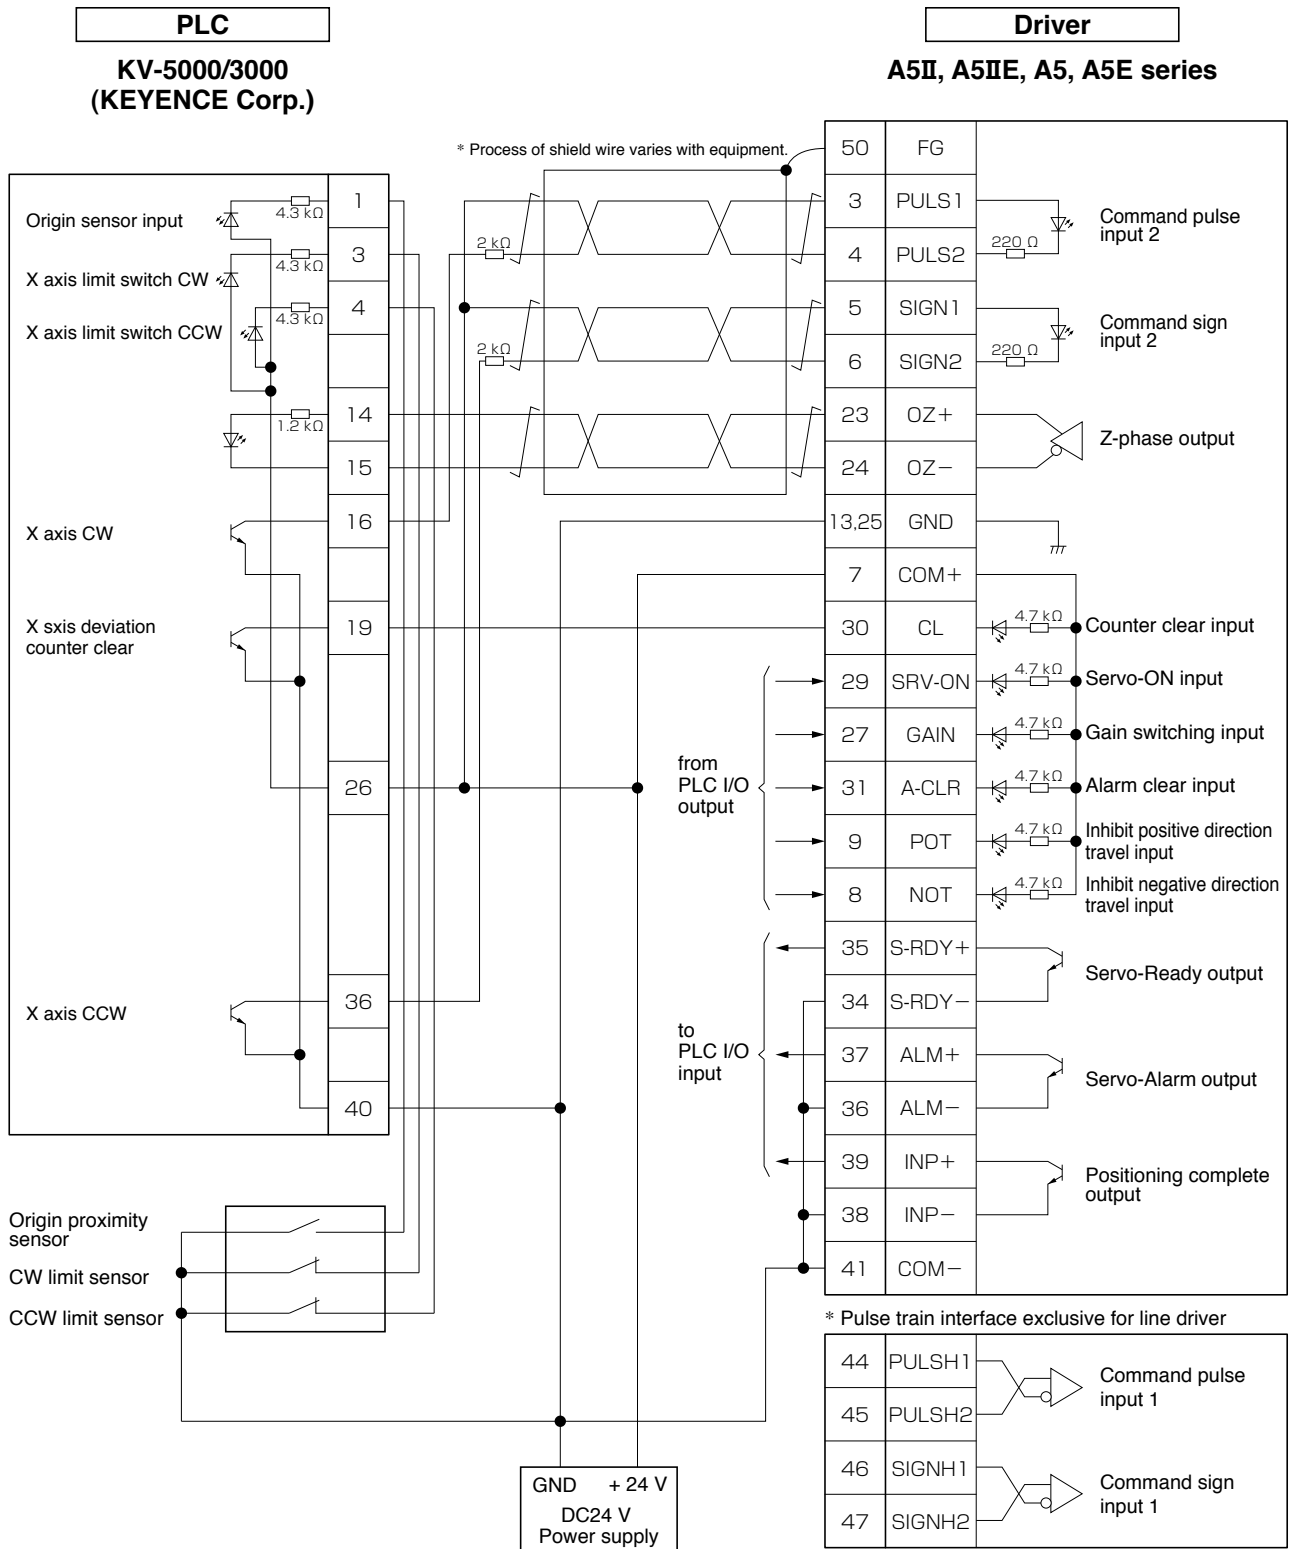 PLC
KV-5000/3000
(KEYENCE Corp.)
Driver
A5II, A5IIE, A5, A5E series
* Process of shield wire varies with equipment.
Origin sensor input
4.3 kΩ
1
X axis limit switch CW
4.3 kΩ
3
X axis limit switch CCW
4.3 kΩ
4
1.2 kΩ
14
15
X axis CW
16
X sxis deviation
counter clear
19
26
X axis CCW
36
40
2 kΩ
2 kΩ
50 FG
3 PULS1
4 PULS2
220 Ω
Command pulse
input 2
5 SIGN1
6 SIGN2
220 Ω
Command sign
input 2
23 OZ+
24 OZ−
Z-phase output
13,25 GND
7 COM+
30 CL 4.7 kΩ Counter clear input
29 SRV-ON 4.7 kΩ Servo-ON input
27 GAIN 4.7 kΩ Gain switching input
31 A-CLR 4.7 kΩ Alarm clear input
9 POT 4.7 kΩ Inhibit positive direction
travel input
8 NOT 4.7 kΩ Inhibit negative direction
travel input
from
PLC I/O
output
35 S-RDY+
34 S-RDY−
Servo-Ready output
37 ALM+
36 ALM−
Servo-Alarm output
39 INP+
38 INP−
Positioning complete
output
41 COM−
to
PLC I/O
input
Origin proximity
sensor
CW limit sensor
CCW limit sensor
GND + 24 V
DC24 V
Power supply
* Pulse train interface exclusive for line driver
44 PULSH1
45 PULSH2
Command pulse
input 1
46 SIGNH1
47 SIGNH2
Command sign
input 1